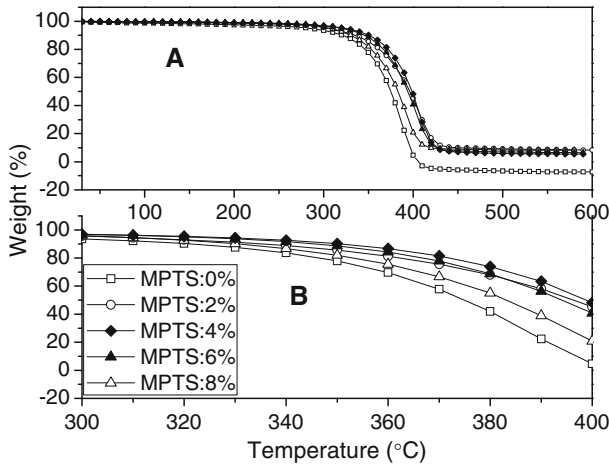 100
80
60
40
20
0
-20
A
100 200 300 400 500 600
Weight (%)
100
80
60
40
20
0
-20
B
MPTS:0%
MPTS:2%
MPTS:4%
MPTS:6%
MPTS:8%
300 320 340 360 380 400
Temperature (°C)